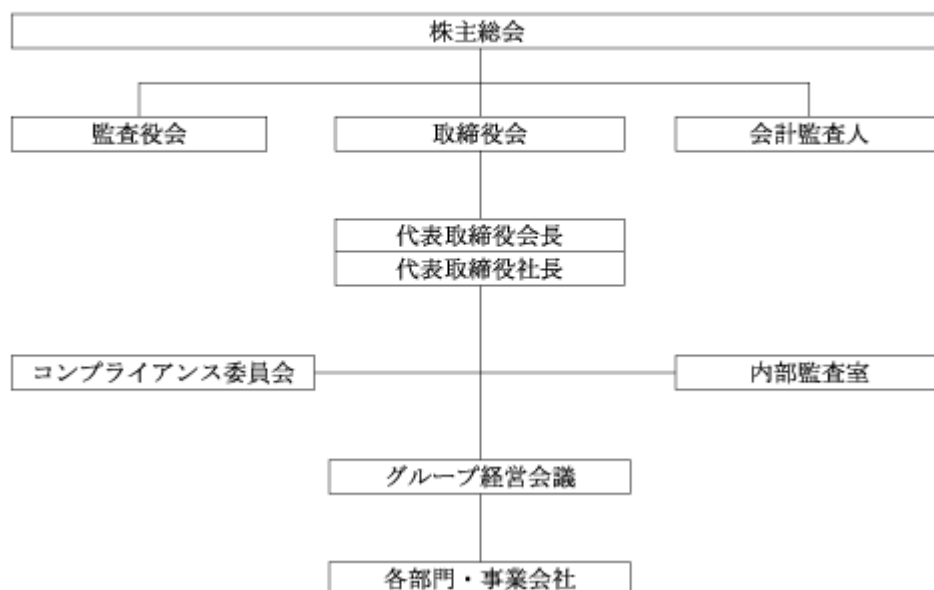 株主総会
監査役会
取締役会
会計監査人
代表取締役会長
代表取締役社長
コンプライアンス委員会
内部監査室
グループ経営会議
各部門・事業会社